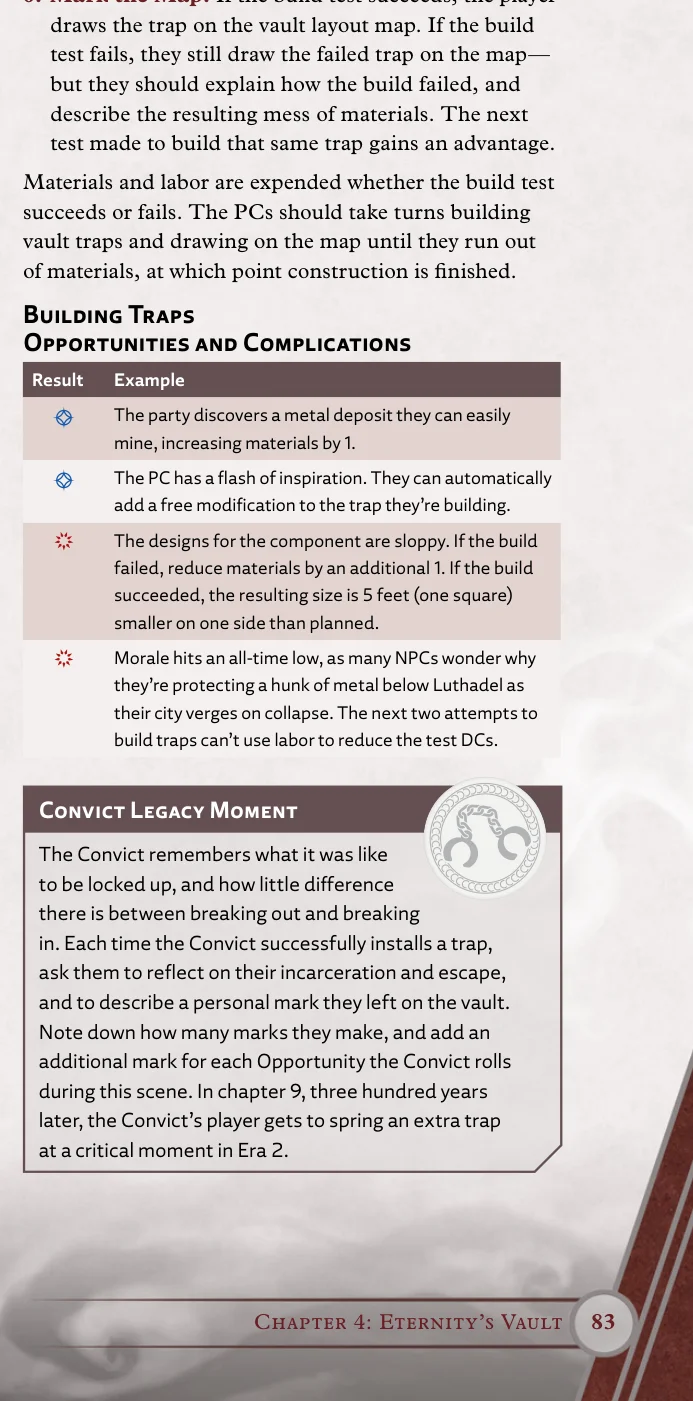 6. Mark the Map. If the build test succeeds, the player
draws the trap on the vault layout map. If the build
test fails, they still draw the failed trap on the map—
but they should explain how the build failed, and
describe the resulting mess of materials. The next
test made to build that same trap gains an advantage.
Materials and labor are expended whether the build test
succeeds or fails. The PCs should take turns building
vault traps and drawing on the map until they run out
of materials, at which point construction is finished.
Building Traps
Opportunities and Complications
Result Example
The party discovers a metal deposit they can easily
mine, increasing materials by 1.
The PC has a flash of inspiration. They can automatically
add a free modification to the trap they’re building.
The designs for the component are sloppy. If the build
failed, reduce materials by an additional 1. If the build
succeeded, the resulting size is 5 feet (one square)
smaller on one side than planned.
Morale hits an all-time low, as many NPCs wonder why
they’re protecting a hunk of metal below Luthadel as
their city verges on collapse. The next two attempts to
build traps can’t use labor to reduce the test DCs.
Convict Legacy Moment
The Convict remembers what it was like
to be locked up, and how little difference
there is between breaking out and breaking
in. Each time the Convict successfully installs a trap,
ask them to reflect on their incarceration and escape,
and to describe a personal mark they left on the vault.
Note down how many marks they make, and add an
additional mark for each Opportunity the Convict rolls
during this scene. In chapter 9, three hundred years
later, the Convict’s player gets to spring an extra trap
at a critical moment in Era 2.
Chapter 4: Eternity’s Vault 83